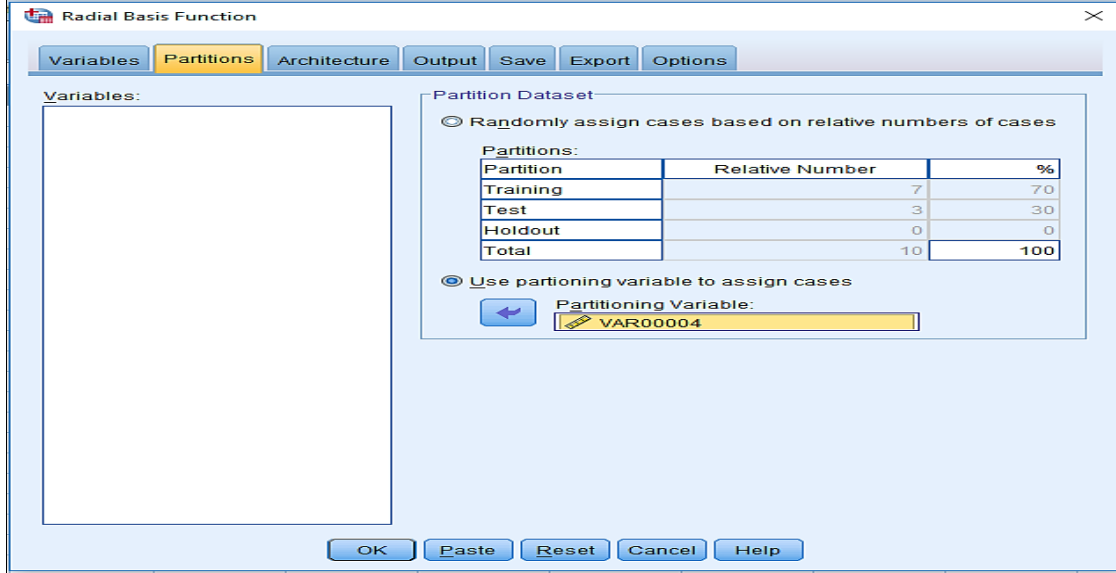 Radial Basis Function
Variables Partitions Architecture Output Save Export Options
Variables:
Partition Dataset
Randomly assign cases based on relative numbers of cases
Partitions:
Partition Relative Number %
Training 7 70
Test 3 30
Holdout 0 0
Total 10 100
Use partioning variable to assign cases
Partitioning Variable:
VAR00004
OK Paste Reset Cancel Help